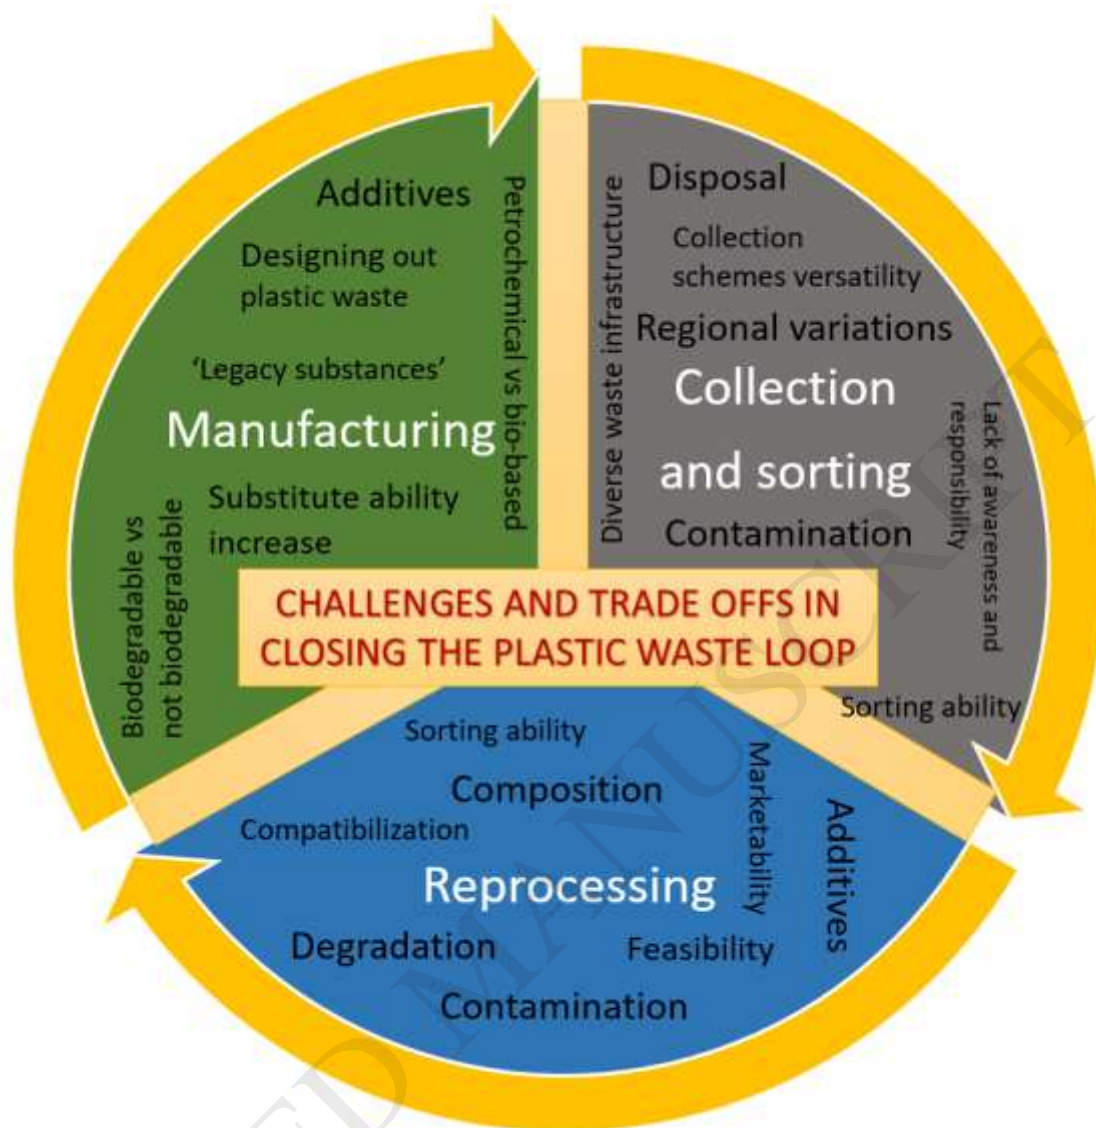 Additives
Designing out
plastic waste
'Legacy substances'
Manufacturing
Substitute ability
increase
Petrochemical vs bio-based
Biodegradable vs
not biodegradable
Disposal
Collection
schemes versatility
Regional variations
Collection
and sorting
Contamination
Diverse waste infrastructure
Lack of awareness and
responsibility
Sorting ability
CHALLENGES AND TRADE OFFS IN
CLOSING THE PLASTIC WASTE LOOP
Sorting ability
Composition
Compatibilization
Reprocessing
Marketability
Additives
Degradation
Feasibility
Contamination
ED MANUSCRIPT